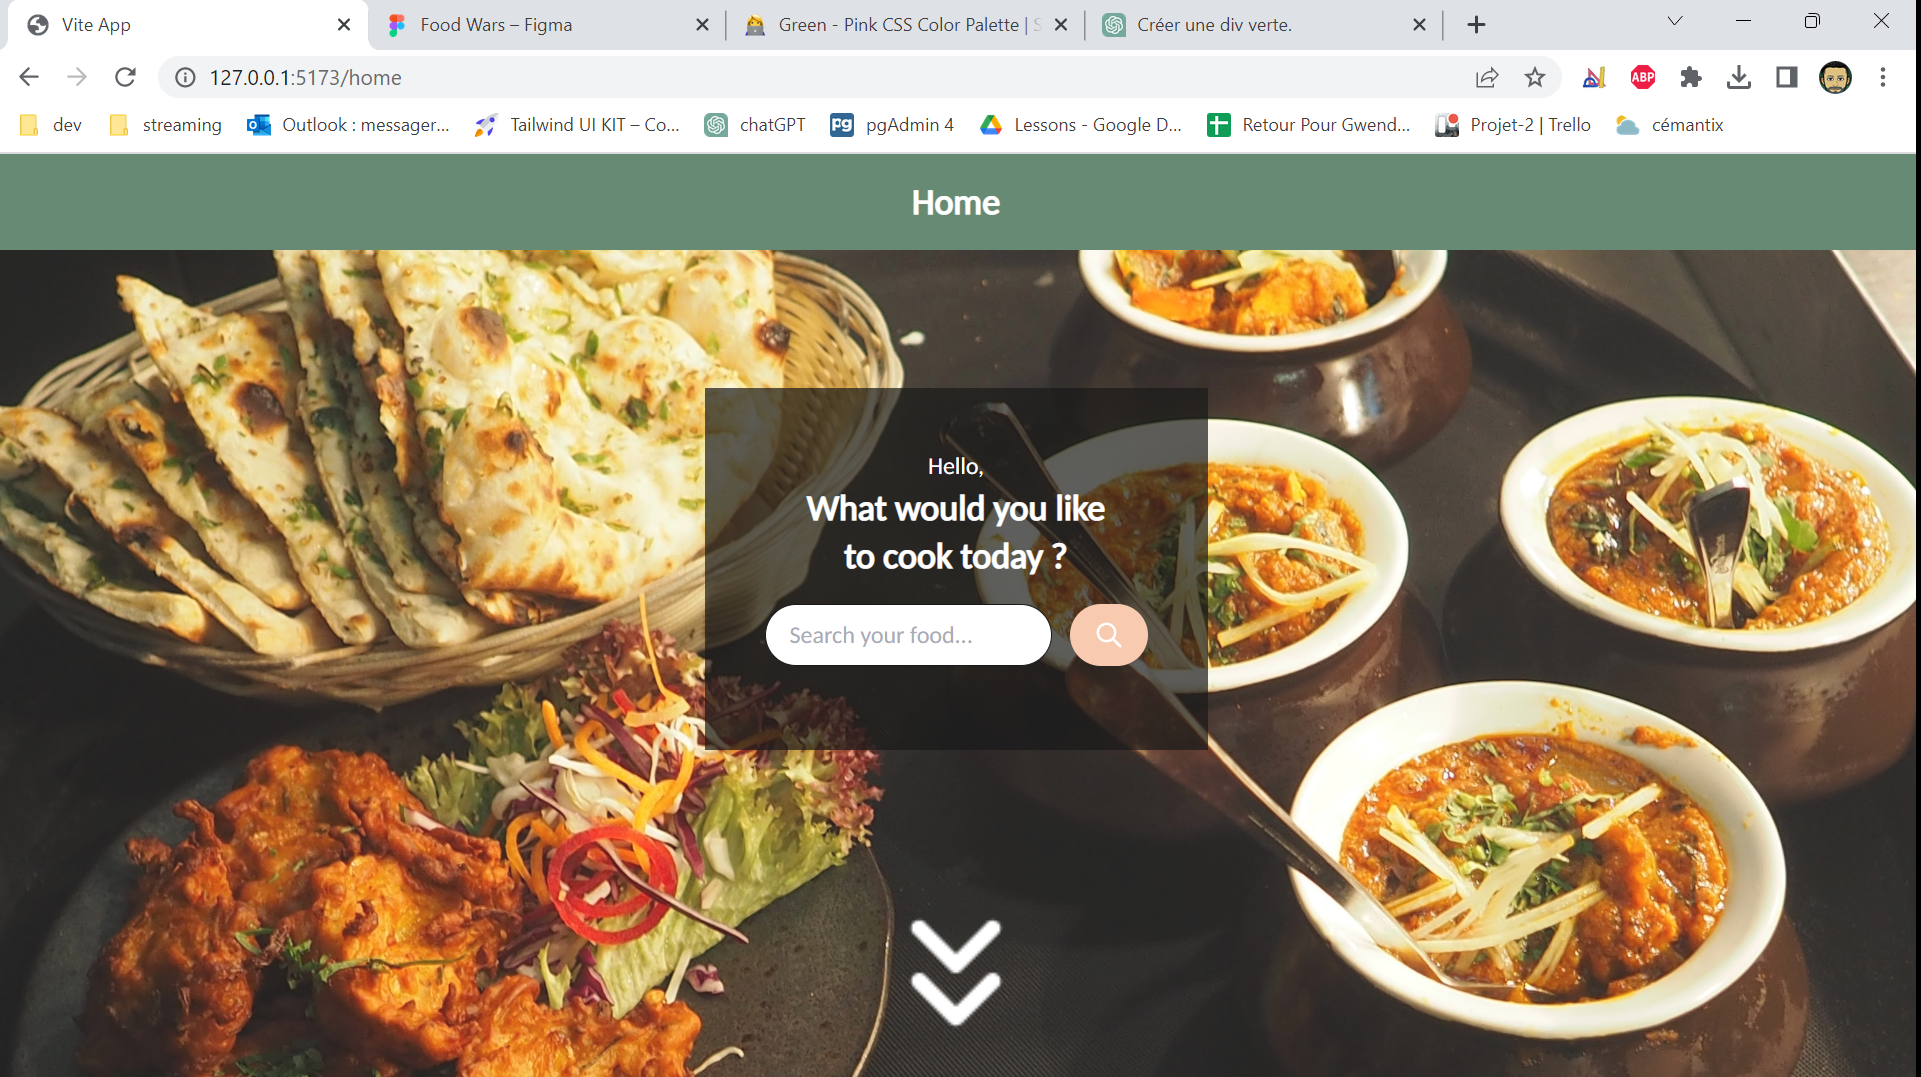 Vite App
Food Wars – Figma
Green - Pink CSS Color Palette | S
Créer une div verte.
127.0.0.1:5173/home
ABP
dev
streaming
Outlook : messager...
Tailwind UI KIT – Co...
chatGPT
pg
pgAdmin 4
Lessons - Google D...
Retour Pour Gwend...
Projet-2 | Trello
cémantix
Home
Hello,
What would you like
to cook today ?
Search your food...